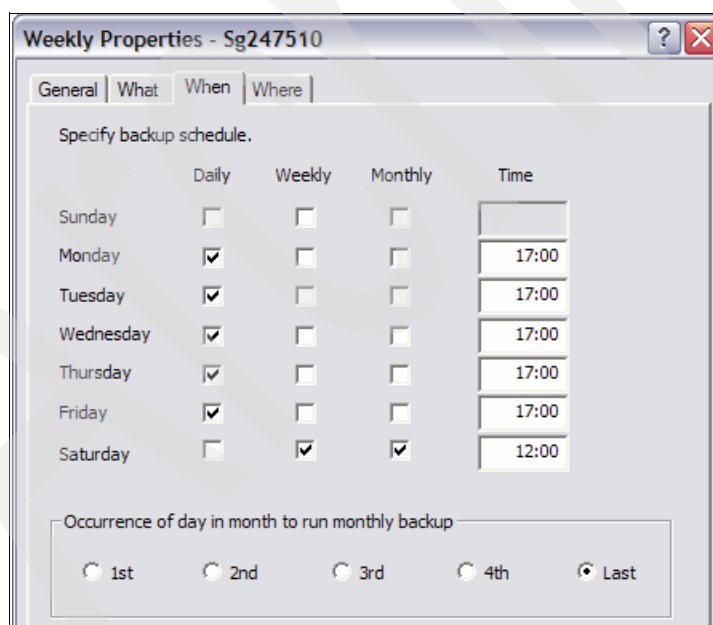 Weekly Properties - Sg247510
General What When Where
Specify backup schedule.
Daily Weekly Monthly Time
Sunday
Monday 17:00
Tuesday 17:00
Wednesday 17:00
Thursday 17:00
Friday 17:00
Saturday 12:00
Occurrence of day in month to run monthly backup
1st 2nd 3rd 4th Last